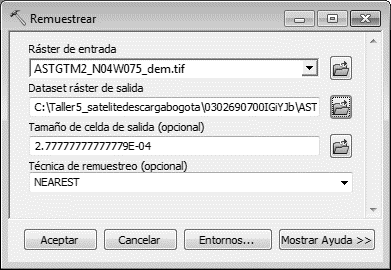 Remuestrear
Ráster de entrada
ASTGTM2_N04W075_dem.tif
Dataset ráster de salida
C:\Taller5_satelitedescargabogota\0302690700IGiYJb\AST
Tamaño de celda de salida (opcional)
2.77777777777779E-04
Técnica de remuestreo (opcional)
NEAREST
Aceptar
Cancelar
Entornos...
Mostrar Ayuda >>